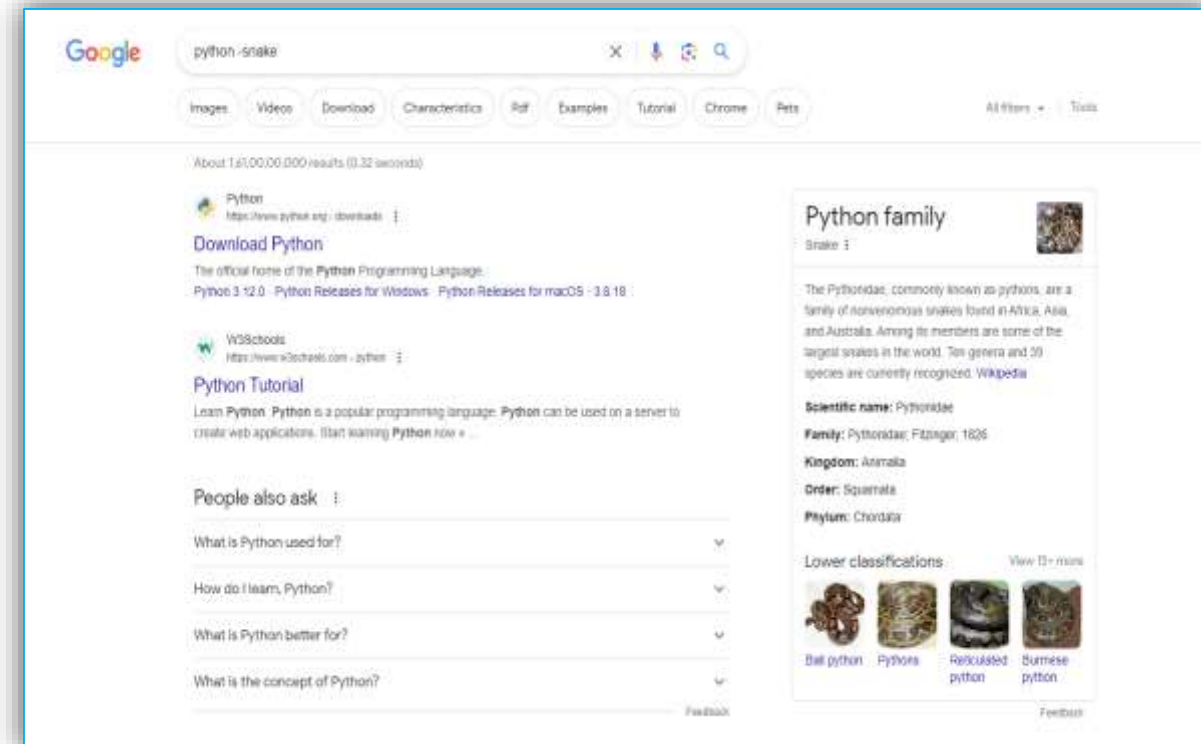 Google
python -snake
Images Videos Download Characteristics Pdf Examples Tutorial Chrome Pets
All filters Tools
About 1,61,00,00,000 results (0.32 seconds)
Python
https://www.python.org › downloads
Download Python
The official home of the Python Programming Language.
Python 3.12.0 · Python Releases for Windows · Python Releases for macOS · 3.8.18
W3Schools
https://www.w3schools.com › python
Python Tutorial
Learn Python. Python is a popular programming language. Python can be used on a server to
create web applications. Start learning Python now » ...
People also ask
What is Python used for?
How do I learn, Python?
What is Python better for?
What is the concept of Python?
Feedback
Python family
Snake
The Pythonidae, commonly known as pythons, are a
family of nonvenomous snakes found in Africa, Asia,
and Australia. Among its members are some of the
largest snakes in the world. Ten genera and 39
species are currently recognized. Wikipedia
Scientific name: Pythonidae
Family: Pythonidae; Fitzinger, 1826
Kingdom: Animalia
Order: Squamata
Phylum: Chordata
Lower classifications
View 15+ more
Ball python
Pythons
Reticulated python
Burmese python
Feedback